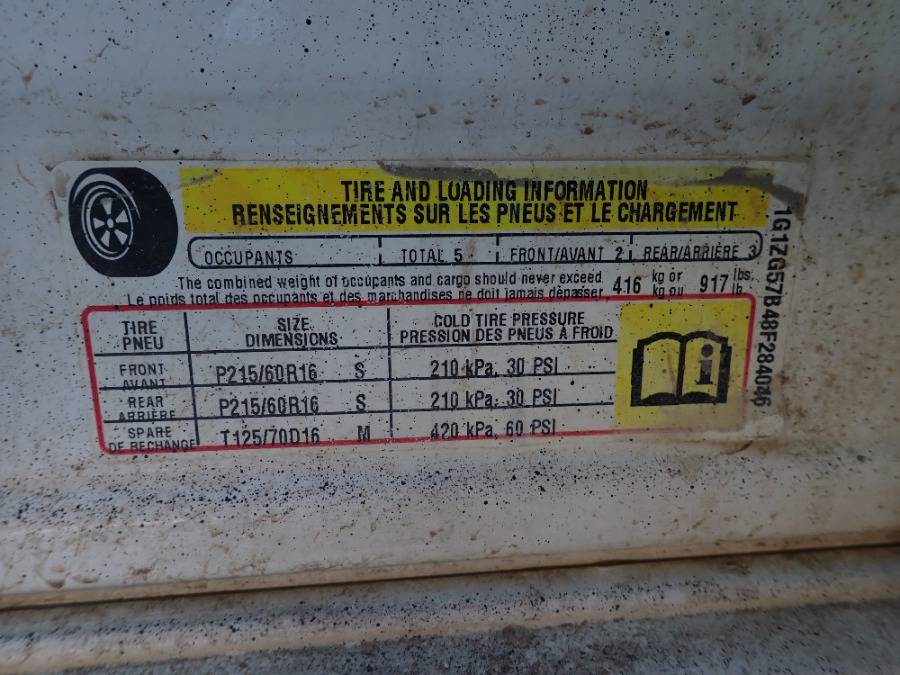 TIRE AND LOADING INFORMATION
RENSEIGNEMENTS SUR LES PNEUS ET LE CHARGEMENT
OCCUPANTS TOTAL 5 FRONT/AVANT 2 REAR/ARRIÈRE 3
The combined weight of occupants and cargo should never exceed 416 kg or 917 lbs.
Le poids total des occupants et des marchandises ne doit jamais dépasser kg ou lb.
TIRE SIZE COLD TIRE PRESSURE
PNEU DIMENSIONS PRESSION DES PNEUS À FROID
FRONT
AVANT P215/60R16 S 210 kPa, 30 PSI
REAR
ARRIÈRE P215/60R16 S 210 kPa, 30 PSI
SPARE
DE RECHANGE T125/70D16 M 420 kPa, 60 PSI
i
1G1ZG57B48F284046